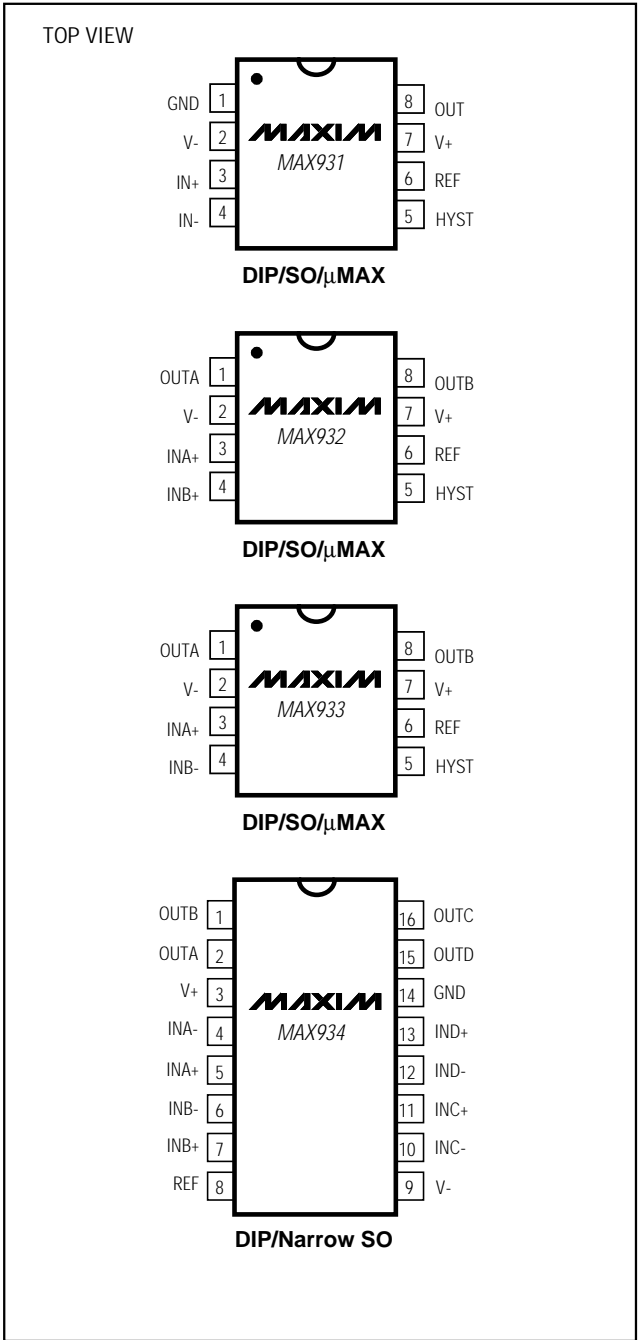 TOP VIEW
GND 1 8 OUT
V- 2 MAXIM 7 V+
MAX931
IN+ 3 6 REF
IN- 4 5 HYST
DIP/SO/µMAX
OUTA 1 8 OUTB
V- 2 MAXIM 7 V+
MAX932
INA+ 3 6 REF
INB+ 4 5 HYST
DIP/SO/µMAX
OUTA 1 8 OUTB
V- 2 MAXIM 7 V+
MAX933
INA+ 3 6 REF
INB- 4 5 HYST
DIP/SO/µMAX
OUTB 1 16 OUTC
OUTA 2 15 OUTD
V+ 3 MAXIM 14 GND
INA- 4 MAX934 13 IND+
INA+ 5 12 IND-
INB- 6 11 INC+
INB+ 7 10 INC-
REF 8 9 V-
DIP/Narrow SO